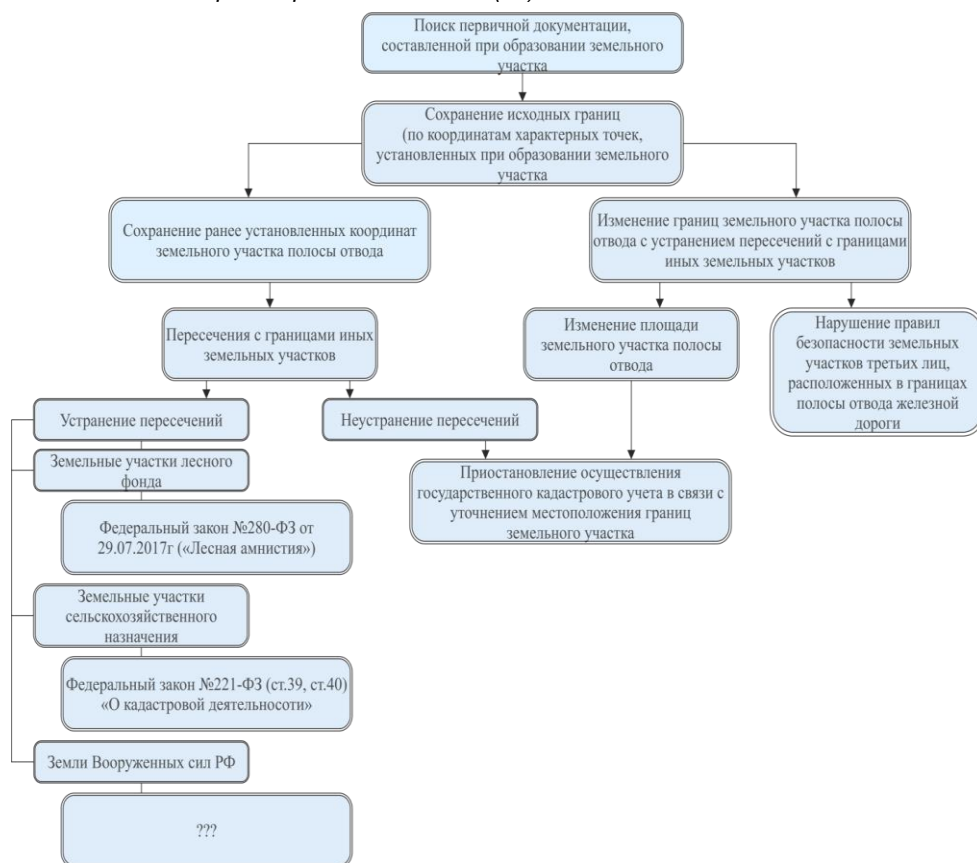 Поиск первичной документации,
составленной при образовании земельного
участка
Сохранение исходных границ
(по координатам характерных точек,
установленных при образовании земельного
участка
Сохранение ранее установленных координат
земельного участка полосы отвода
Изменение границ земельного участка полосы
отвода с устранением пересечений с границами
иных земельных участков
Пересечения с границами иных
земельных участков
Изменение площади
земельного участка полосы
отвода
Нарушение правил
безопасности земельных
участков третьих лиц,
расположенных в границах
полосы отвода железной
дороги
Устранение пересечений
Неустранение пересечений
Земельные участки лесного
фонда
Приостановление осуществления
государственного кадастрового учета в связи с
уточнением местоположения границ
земельного участка
Федеральный закон №280-ФЗ от
29.07.2017г («Лесная амнистия»)
Земельные участки
сельскохозяйственного
назначения
Федеральный закон №221-ФЗ (ст.39, ст.40)
«О кадастровой деятельносоти»
Земли Вооруженных сил РФ
???